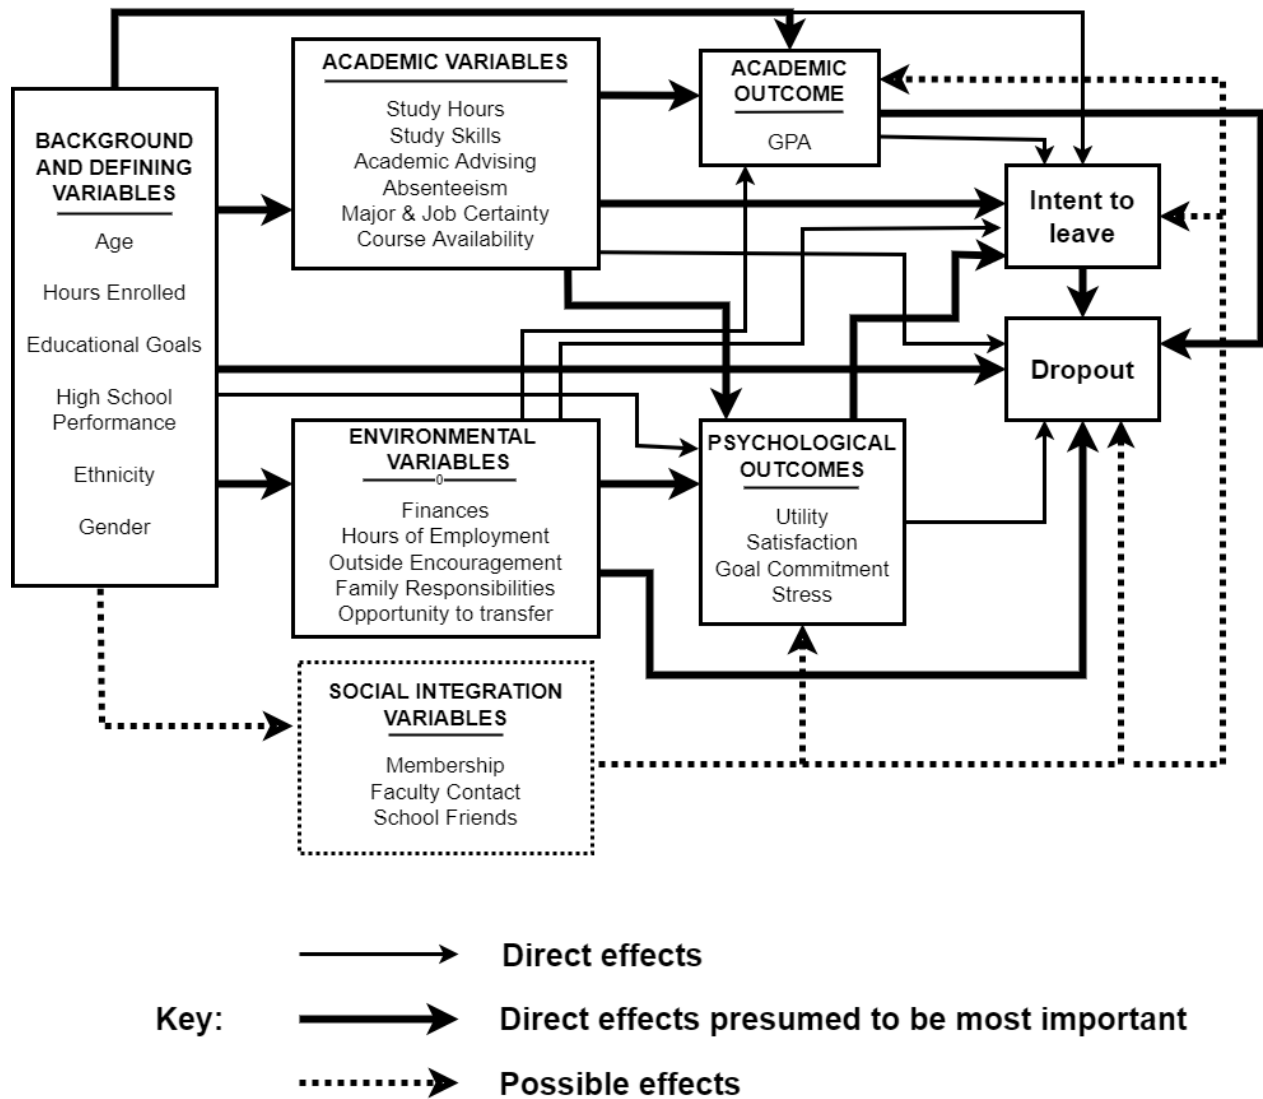 BACKGROUND
AND DEFINING
VARIABLES
Age
Hours Enrolled
Educational Goals
High School
Performance
Ethnicity
Gender
ACADEMIC VARIABLES
Study Hours
Study Skills
Academic Advising
Absenteeism
Major & Job Certainty
Course Availability
ENVIRONMENTAL
VARIABLES
0
Finances
Hours of Employment
Outside Encouragement
Family Responsibilities
Opportunity to transfer
SOCIAL INTEGRATION
VARIABLES
Membership
Faculty Contact
School Friends
ACADEMIC
OUTCOME
GPA
PSYCHOLOGICAL
OUTCOMES
Utility
Satisfaction
Goal Commitment
Stress
Intent to
leave
Dropout
Key:
Direct effects
Direct effects presumed to be most important
Possible effects